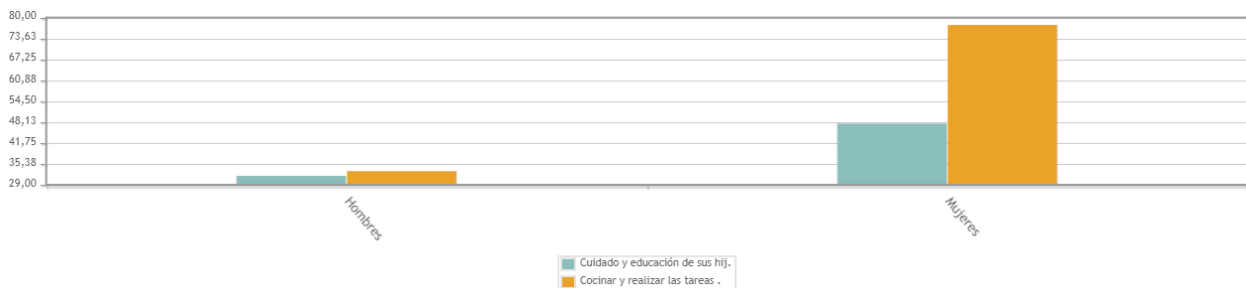 80,00
73,63
67,25
60,88
54,50
48,13
41,75
35,38
29,00
Hombres
Mujeres
Cuidado y educación de sus hij.
Cocinar y realizar las tareas .